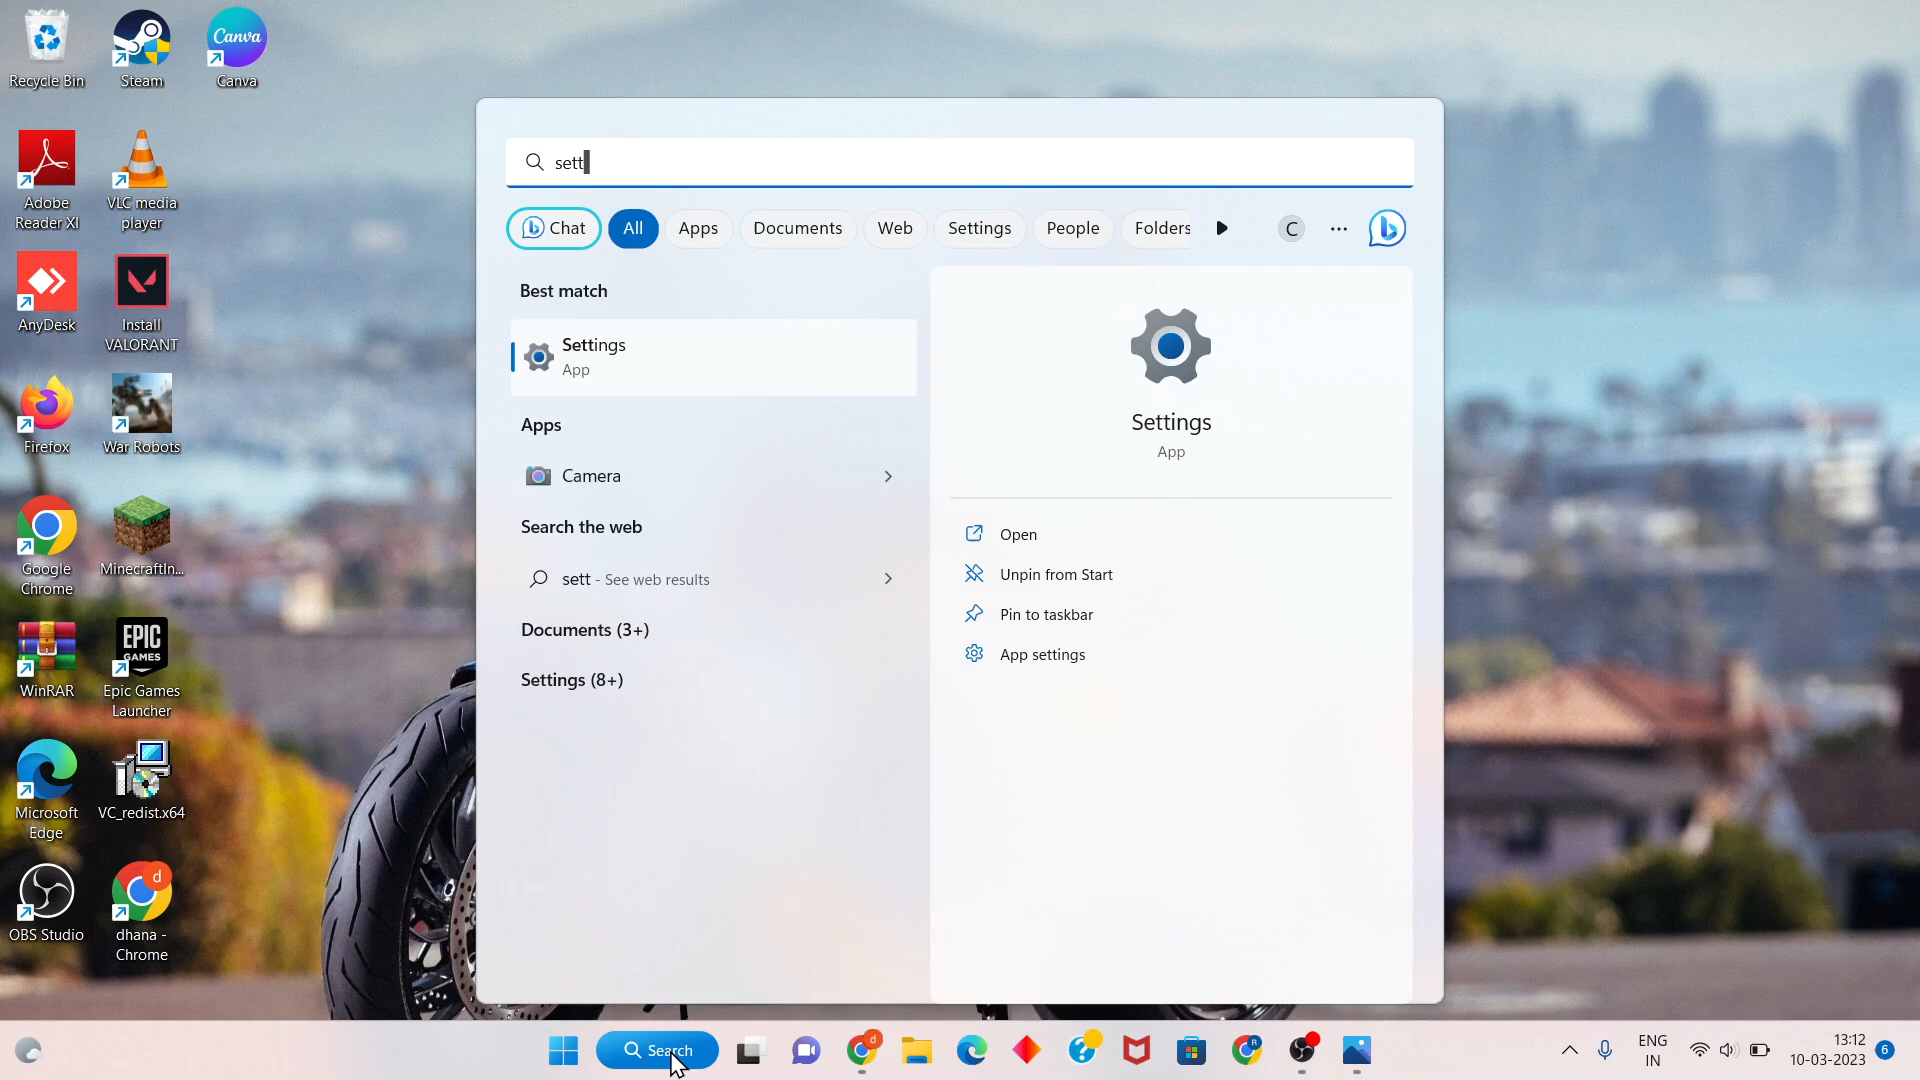 Recycle Bin
Steam
Canva
Canva
Adobe
Reader XI
VLC media
player
AnyDesk
Install
VALORANT
Firefox
War Robots
Google
Chrome
MinecraftIn...
WinRAR
EPIC
GAMES
Epic Games
Launcher
Microsoft
Edge
VC_redist.x64
OBS Studio
d
dhana -
Chrome
sett
Chat
All
Apps
Documents
Web
Settings
People
Folders
C
Best match
Settings
App
Apps
Camera
Search the web
sett - See web results
Documents (3+)
Settings (8+)
Settings
App
Open
Unpin from Start
Pin to taskbar
App settings
Search
d
R
ENG
IN
13:12
10-03-2023
6